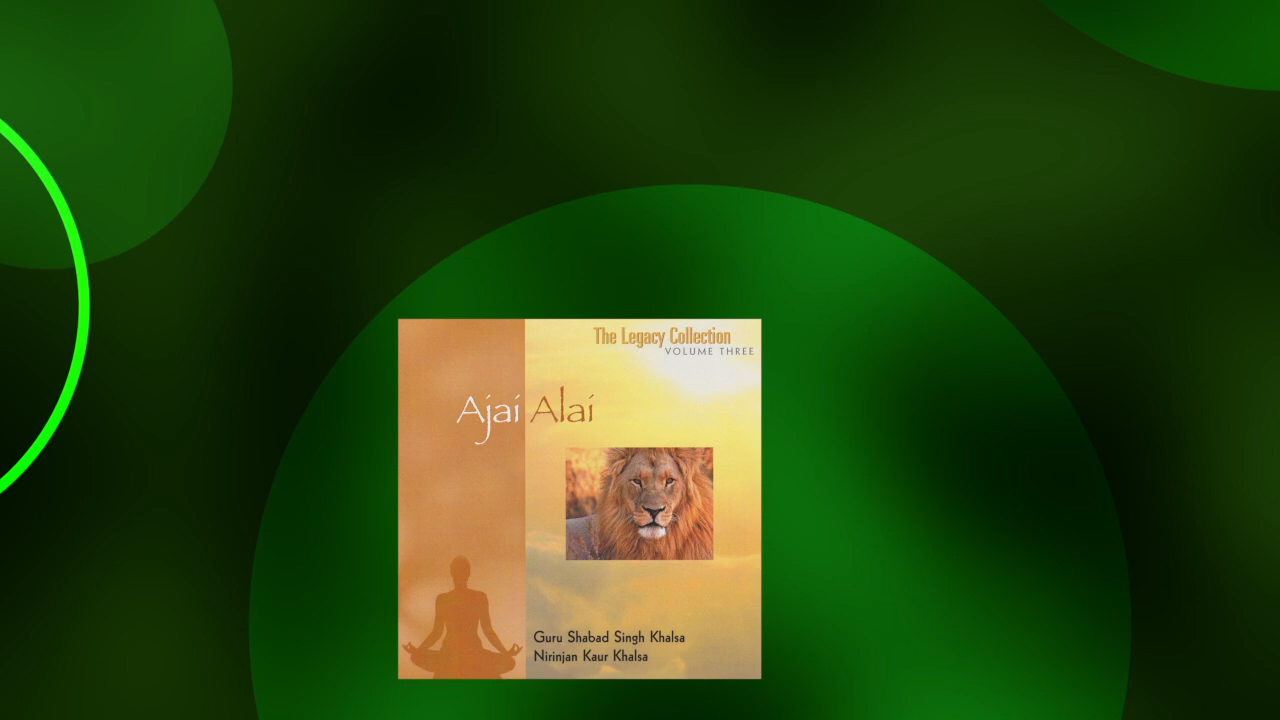 The Legacy Collection
VOLUME THREE
Ajai Alai
Guru Shabad Singh Khalsa
Nirinjan Kaur Khalsa